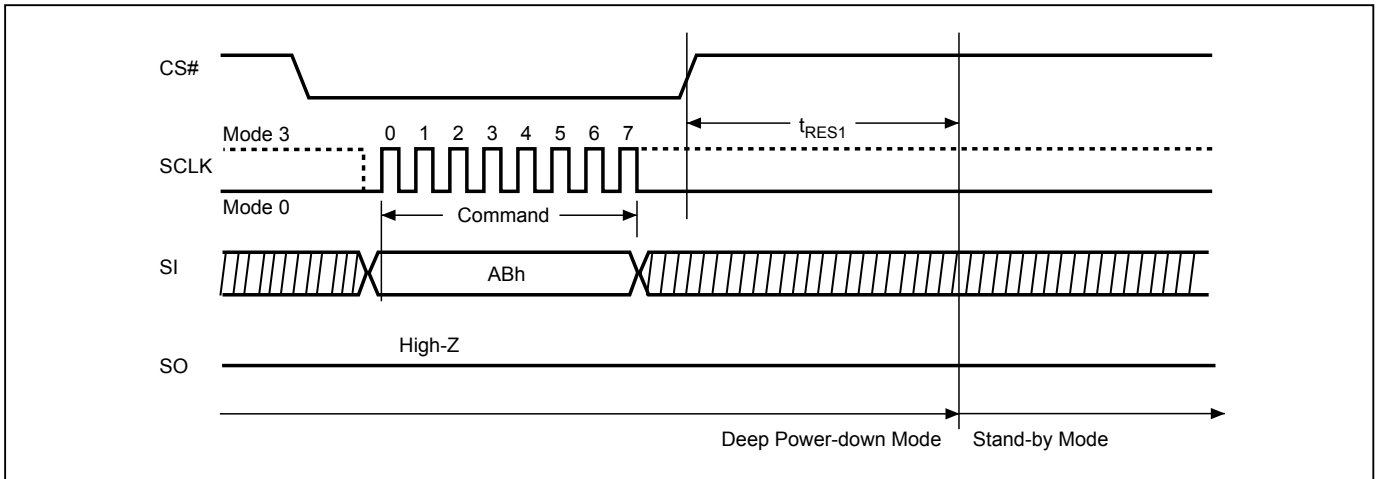 CS#
t_RES1
Mode 3
0 1 2 3 4 5 6 7
SCLK
Mode 0
Command
SI
ABh
High-Z
SO
Deep Power-down Mode
Stand-by Mode